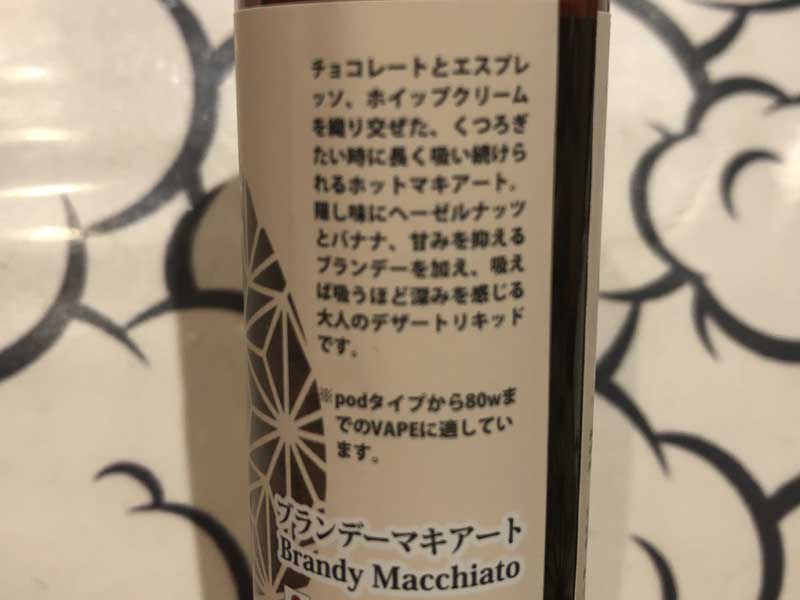 チョコレートとエスプレ
ッソ、ホイップクリーム
を織り交ぜた、くつろぎ
たい時に長く吸い続けら
れるホットマキアート。
隠し味にヘーゼルナッツ
とバナナ、甘みを抑える
ブランデーを加え、吸え
ば吸うほど深みを感じる
大人のデザートリキッド
です。
※podタイプから80wま
でのVAPEに適してい
ます。
ブランデーマキアート
Brandy Macchiato